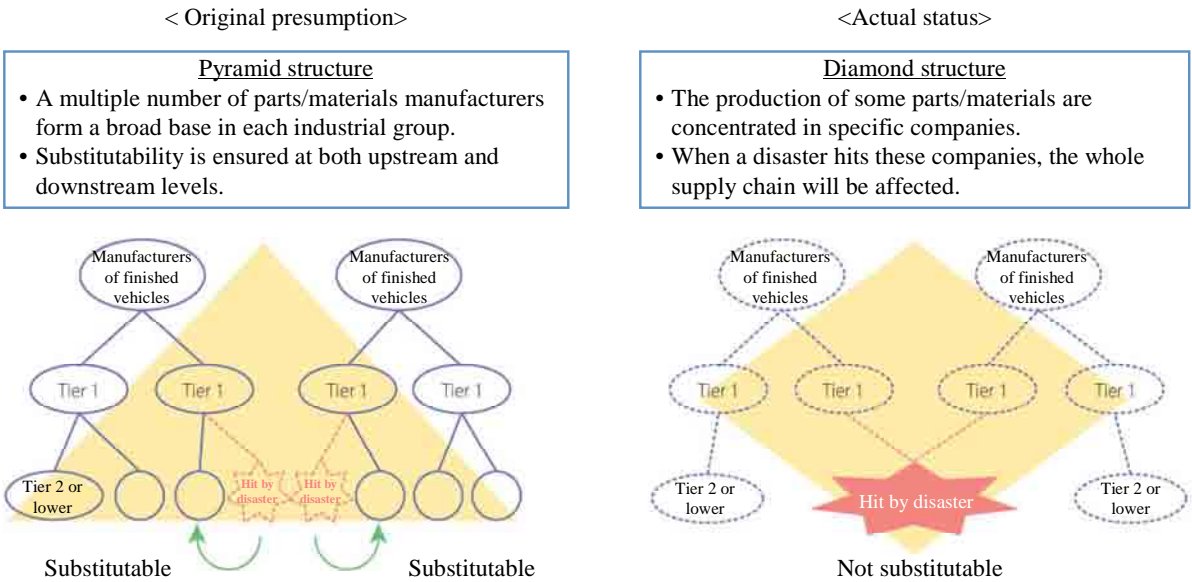 < Original presumption>
Pyramid structure
• A multiple number of parts/materials manufacturers
form a broad base in each industrial group.
• Substitutability is ensured at both upstream and
downstream levels.
Manufacturers
of finished
vehicles
Manufacturers
of finished
vehicles
Tier 1
Tier 1
Tier 1
Tier 1
Tier 2 or
lower
Hit by
disaster
Hit by
disaster
Substitutable
Substitutable
<Actual status>
Diamond structure
• The production of some parts/materials are
concentrated in specific companies.
• When a disaster hits these companies, the whole
supply chain will be affected.
Manufacturers
of finished
vehicles
Manufacturers
of finished
vehicles
Tier 1
Tier 1
Tier 1
Tier 1
Tier 2 or
lower
Hit by disaster
Tier 2 or
lower
Not substitutable